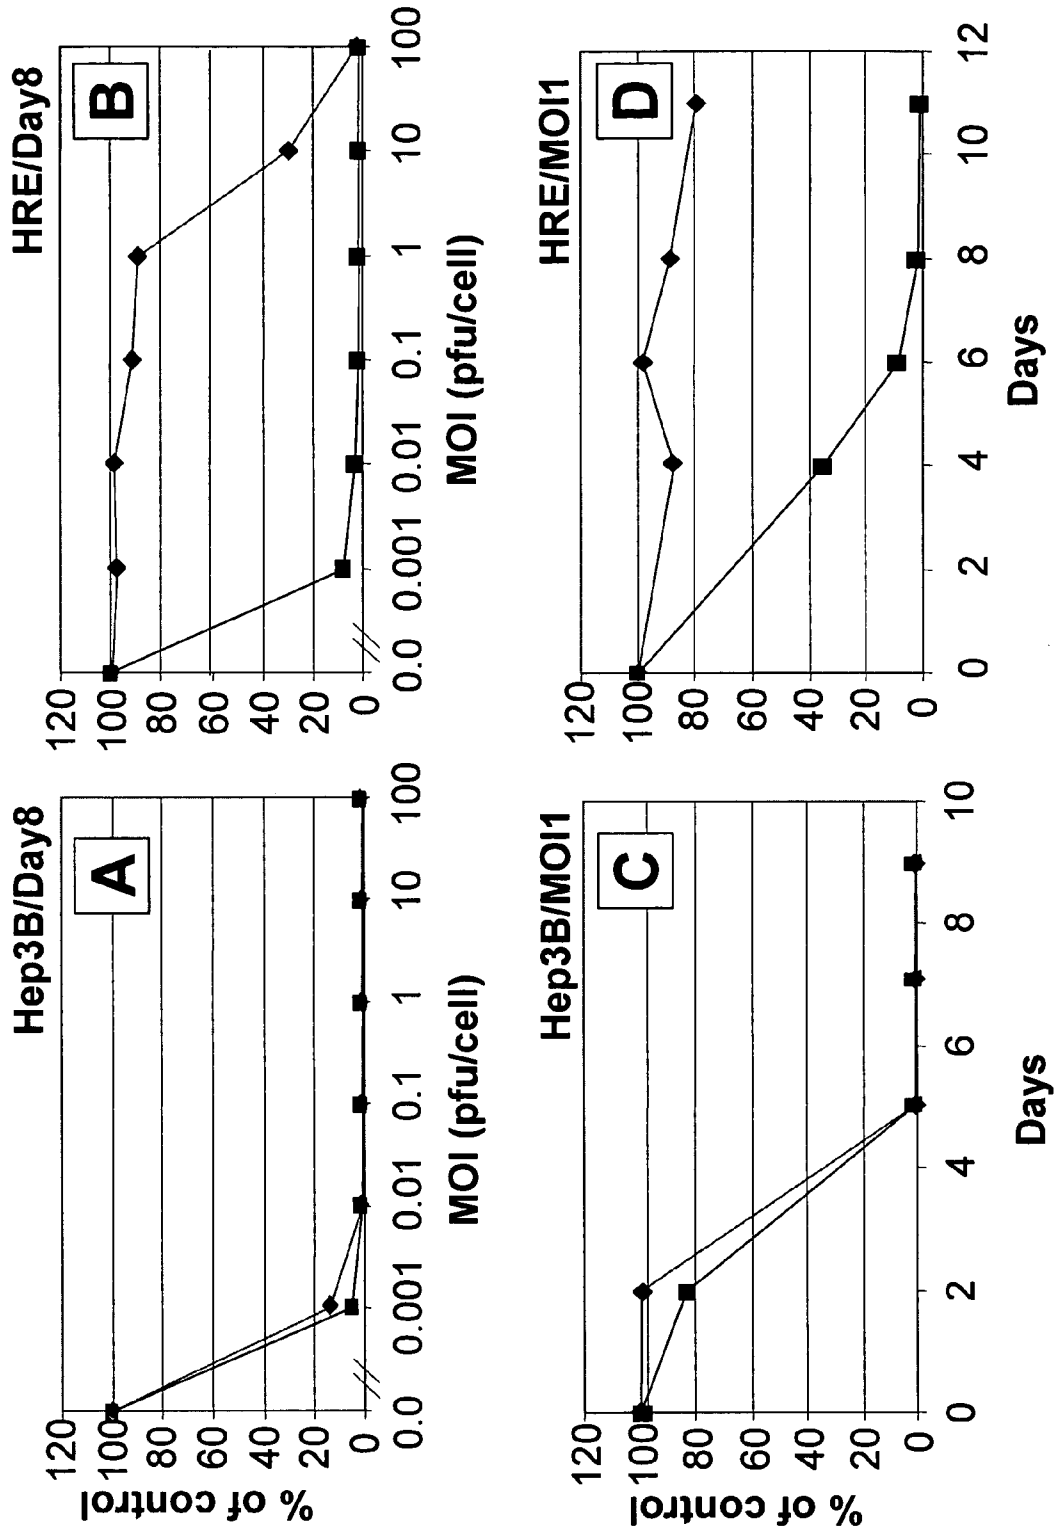 Hep3B/Day8
A
% of control
120
100
80
60
40
20
0
0.0 0.001 0.01 0.1 1 10 100
MOI (pfu/cell)
HRE/Day8
B
120
100
80
60
40
20
0
0.0 0.001 0.01 0.1 1 10 100
MOI (pfu/cell)
Hep3B/MOI1
C
% of control
120
100
80
60
40
20
0
0 2 4 6 8 10
Days
HRE/MOI1
D
120
100
80
60
40
20
0
0 2 4 6 8 10 12
Days